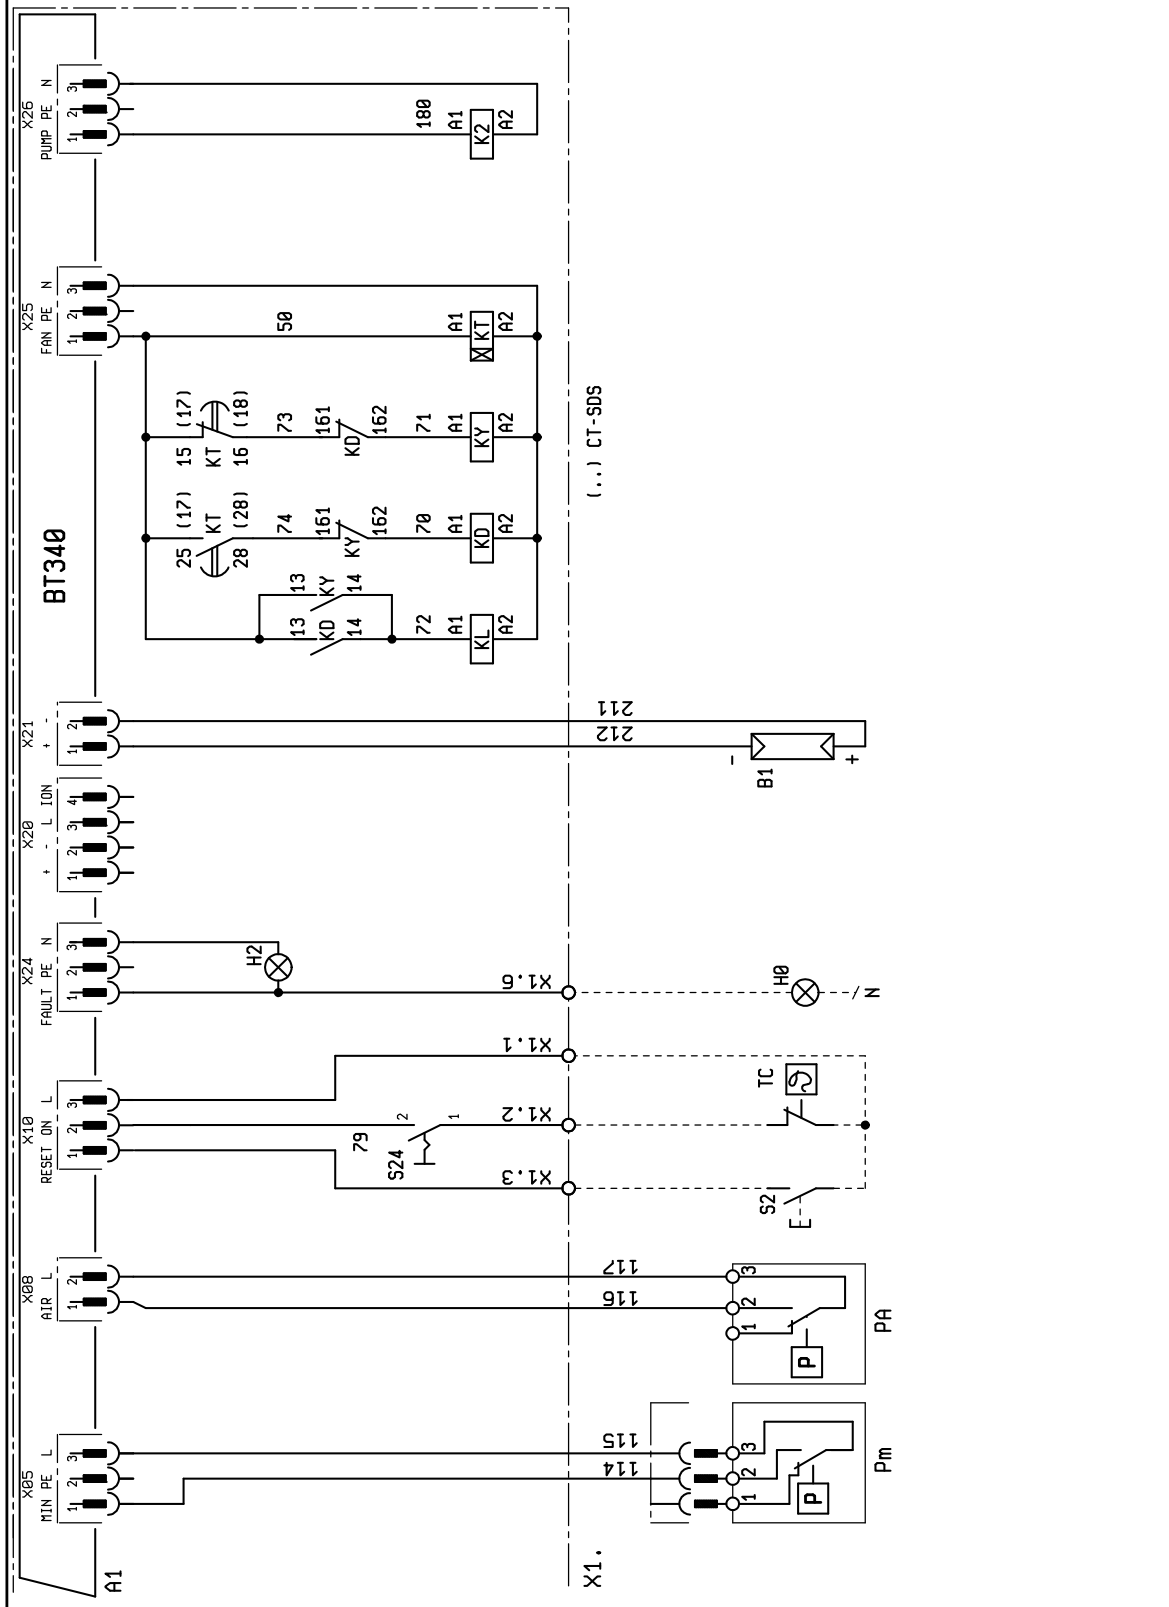 BT340
A1
X05
MIN PE L
1 2 3
X08
AIR L
1 2
X10
RESET ON L
1 2 3
X24
FAULT PE N
1 2 3
X20
+ - L ION
1 2 3 4
X21
+ -
1 2
X25
FAN PE N
1 2 3
X26
PUMP PE N
1 2 3
13 KD 14
13 KY 14
72
A1 KL A2
25 KT 28
(17) (28)
74
161 KY 162
70
A1 KD A2
15 KT 16
(17) (18)
73
161 KD 162
71
A1 KY A2
50
A1 KT A2
180
A1 K2 A2
H2
79
S24
2 1
X1.3
X1.2
X1.1
X1.6
114
115
116
117
212
211
X1.
(..) CT-SDS
1 2 3
P
Pm
1 2 3
P
PA
S2
TC
H0
N
B1
- +